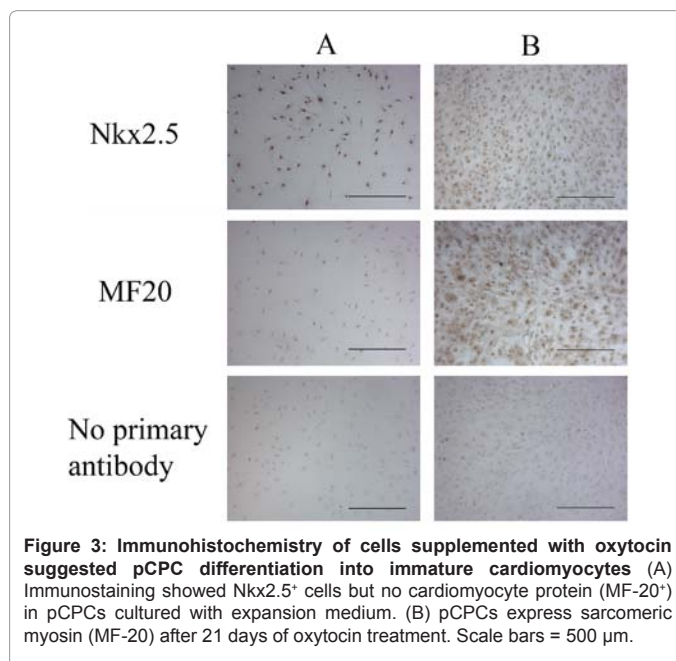 A B
Nkx2.5
MF20
No primary
antibody
Figure 3: Immunohistochemistry of cells supplemented with oxytocin
suggested pCPC differentiation into immature cardiomyocytes (A)
Immunostaining showed Nkx2.5⁺ cells but no cardiomyocyte protein (MF-20⁺)
in pCPCs cultured with expansion medium. (B) pCPCs express sarcomeric
myosin (MF-20) after 21 days of oxytocin treatment. Scale bars = 500 μm.